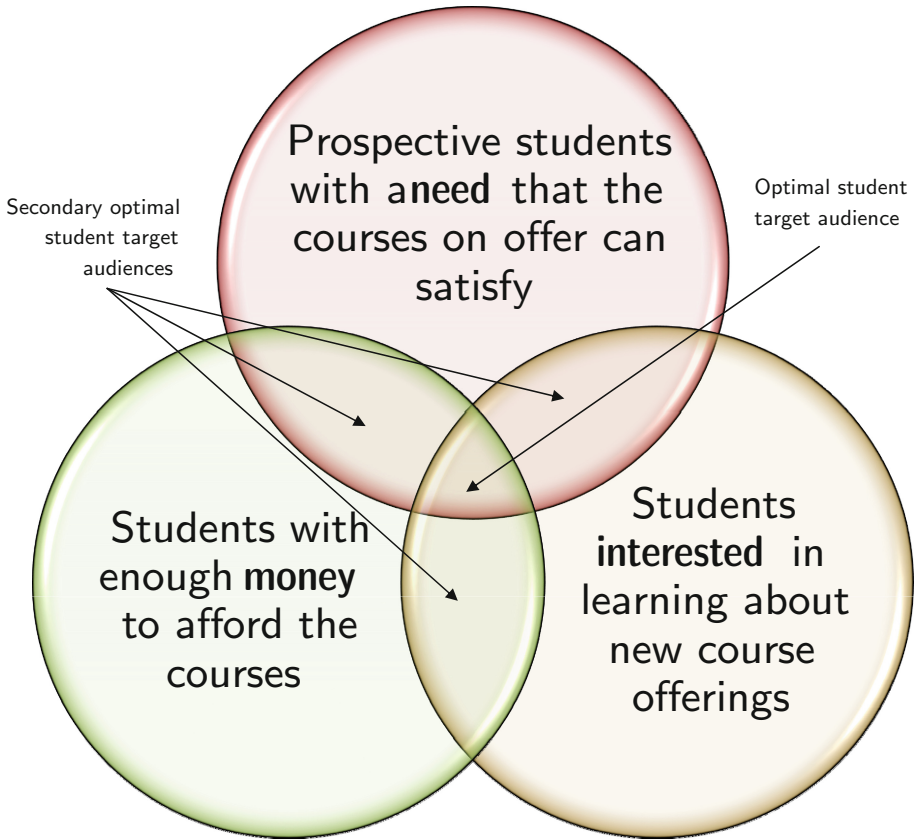 Prospective students
with aneed that the
courses on offer can
satisfy
Secondary optimal
student target
audiences
Optimal student
target audience
Students with
enough money
to afford the
courses
Students
interested in
learning about
new course
offerings